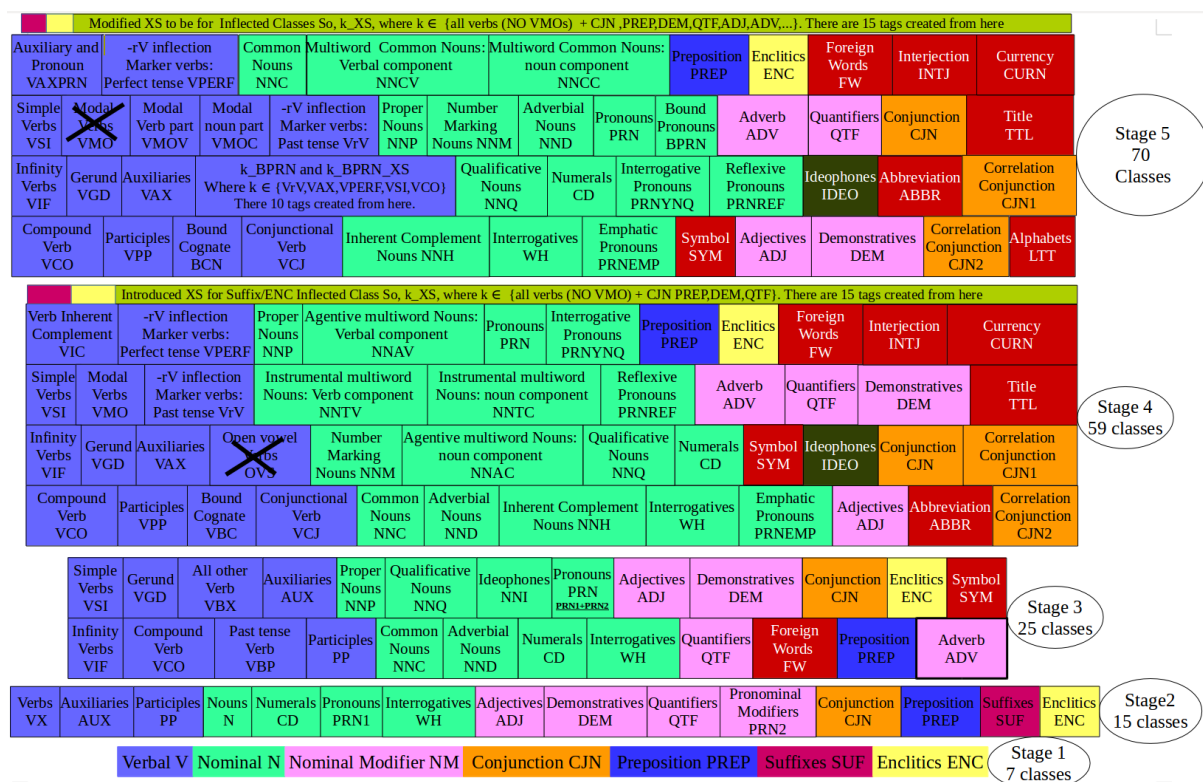 Modified XS to be for Inflected Classes So, k_XS, where k ∈ {all verbs (NO VMOs) + CJN ,PREP,DEM,QTF,ADJ,ADV,...}. There are 15 tags created from here
Auxiliary and Pronoun VAXPRN
-rV inflection Marker verbs: Perfect tense VPERF
Common Nouns NNC
Multiword Common Nouns: Verbal component NNCV
Multiword Common Nouns: noun component NNCC
Preposition PREP
Enclitics ENC
Foreign Words FW
Interjection INTJ
Currency CURN
Simple Verbs VSI
Modal Verbs VMO
Modal Verb part VMOV
Modal noun part VMOC
-rV inflection Marker verbs: Past tense VrV
Proper Nouns NNP
Number Marking Nouns NNM
Adverbial Nouns NND
Pronouns PRN
Bound Pronouns BPRN
Adverb ADV
Quantifiers QTF
Conjunction CJN
Title TTL
Infinity Verbs VIF
Gerund VGD
Auxiliaries VAX
k_BPRN and k_BPRN_XS
Where k ∈ {VrV,VAX,VPERF,VSI,VCO}
There 10 tags created from here.
Qualificative Nouns NNQ
Numerals CD
Interrogative Pronouns PRNYNQ
Reflexive Pronouns PRNREF
Ideophones IDEO
Abbreviation ABBR
Correlation Conjunction CJN1
Compound Verb VCO
Participles VPP
Bound Cognate BCN
Conjunctional Verb VCJ
Inherent Complement Nouns NNH
Interrogatives WH
Emphatic Pronouns PRNEMP
Symbol SYM
Adjectives ADJ
Demonstratives DEM
Correlation Conjunction CJN2
Alphabets LTT
Stage 5
70
Classes
Introduced XS for Suffix/ENC Inflected Class So, k_XS, where k ∈ {all verbs (NO VMO) + CJN PREP,DEM,QTF}. There are 15 tags created from here
Verb Inherent Complement VIC
-rV inflection Marker verbs: Perfect tense VPERF
Proper Nouns NNP
Agentive multiword Nouns: Verbal component NNAV
Pronouns PRN
Interrogative Pronouns PRNYNQ
Preposition PREP
Enclitics ENC
Foreign Words FW
Interjection INTJ
Currency CURN
Simple Verbs VSI
Modal Verbs VMO
-rV inflection Marker verbs: Past tense VrV
Instrumental multiword Nouns: Verb component NNTV
Instrumental multiword Nouns: noun component NNTC
Reflexive Pronouns PRNREF
Adverb ADV
Quantifiers QTF
Demonstratives DEM
Title TTL
Infinity Verbs VIF
Gerund VGD
Auxiliaries VAX
Open vowel Verbs OVS
Number Marking Nouns NNM
Agentive multiword Nouns: noun component NNAC
Qualificative Nouns NNQ
Numerals CD
Symbol SYM
Ideophones IDEO
Conjunction CJN
Correlation Conjunction CJN1
Compound Verb VCO
Participles VPP
Bound Cognate VBC
Conjunctional Verb VCJ
Common Nouns NNC
Adverbial Nouns NND
Inherent Complement Nouns NNH
Interrogatives WH
Emphatic Pronouns PRNEMP
Adjectives ADJ
Abbreviation ABBR
Correlation Conjunction CJN2
Stage 4
59 classes
Simple Verbs VSI
Gerund VGD
All other Verb VBX
Auxiliaries AUX
Proper Nouns NNP
Qualificative Nouns NNQ
Ideophones NNI
Pronouns PRN PRN1+PRN2
Adjectives ADJ
Demonstratives DEM
Conjunction CJN
Enclitics ENC
Symbol SYM
Infinity Verbs VIF
Compound Verb VCO
Past tense Verb VBP
Participles PP
Common Nouns NNC
Adverbial Nouns NND
Numerals CD
Interrogatives WH
Quantifiers QTF
Foreign Words FW
Preposition PREP
Adverb ADV
Stage 3
25 classes
Verbs VX
Auxiliaries AUX
Participles PP
Nouns N
Numerals CD
Pronouns PRN1
Interrogatives WH
Adjectives ADJ
Demonstratives DEM
Quantifiers QTF
Pronominal Modifiers PRN2
Conjunction CJN
Preposition PREP
Suffixes SUF
Enclitics ENC
Stage2
15 classes
Verbal V
Nominal N
Nominal Modifier NM
Conjunction CJN
Preposition PREP
Suffixes SUF
Enclitics ENC
Stage 1
7 classes